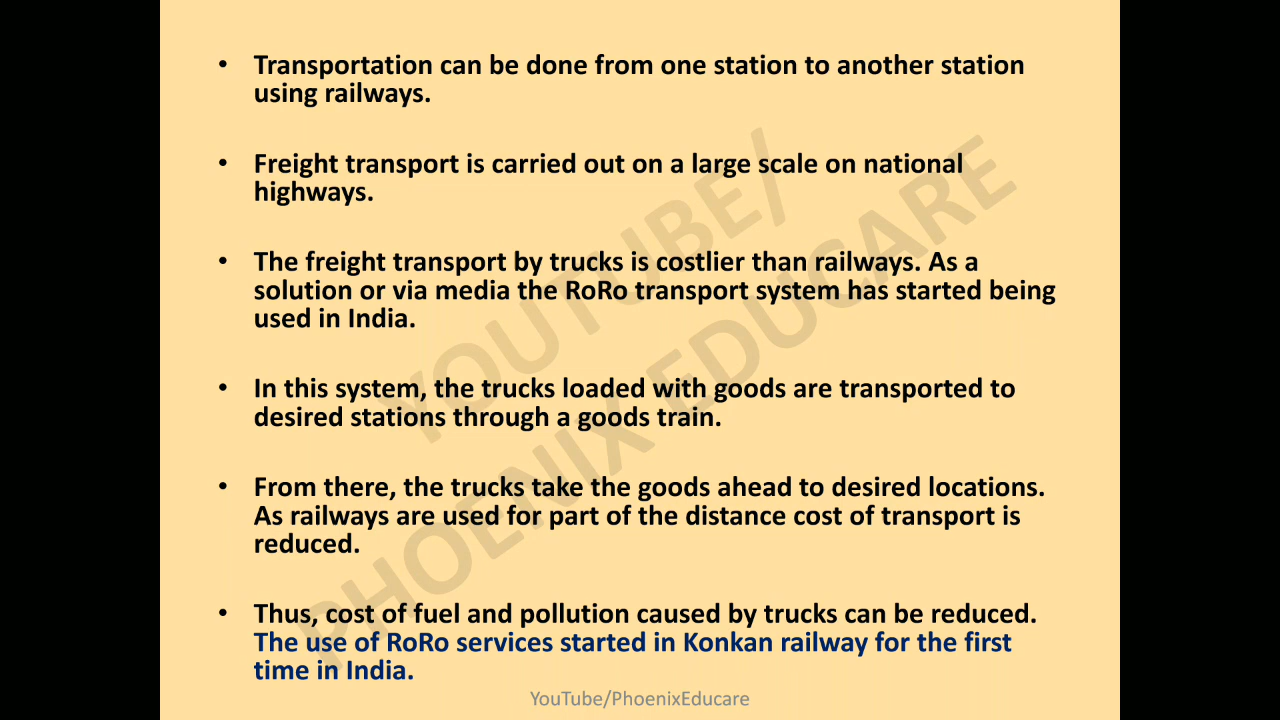 • Transportation can be done from one station to another station
using railways.
• Freight transport is carried out on a large scale on national
highways.
• The freight transport by trucks is costlier than railways. As a
solution or via media the RoRo transport system has started being
used in India.
• In this system, the trucks loaded with goods are transported to
desired stations through a goods train.
• From there, the trucks take the goods ahead to desired locations.
As railways are used for part of the distance cost of transport is
reduced.
• Thus, cost of fuel and pollution caused by trucks can be reduced.
The use of RoRo services started in Konkan railway for the first
time in India.
YOUTUBE/
PHOENIX EDUCARE
YouTube/PhoenixEducare